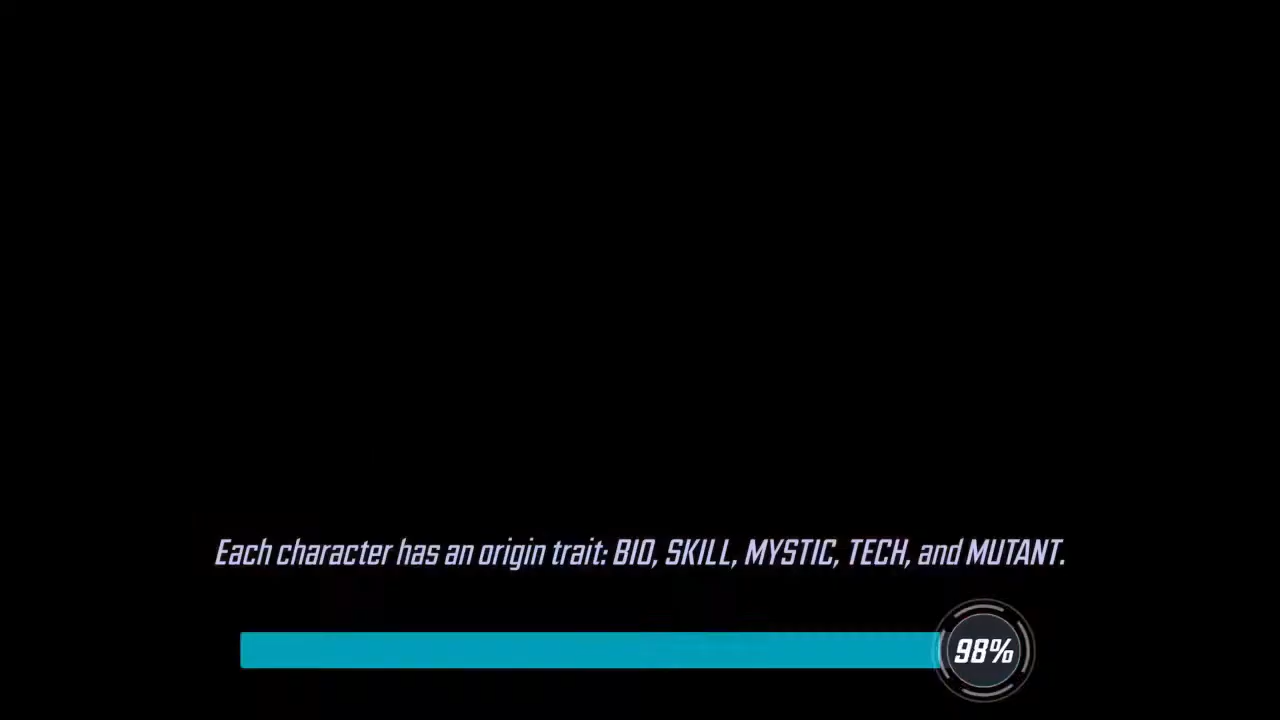 Each character has an origin trait: BIO, SKILL, MYSTIC, TECH, and MUTANT.
98%